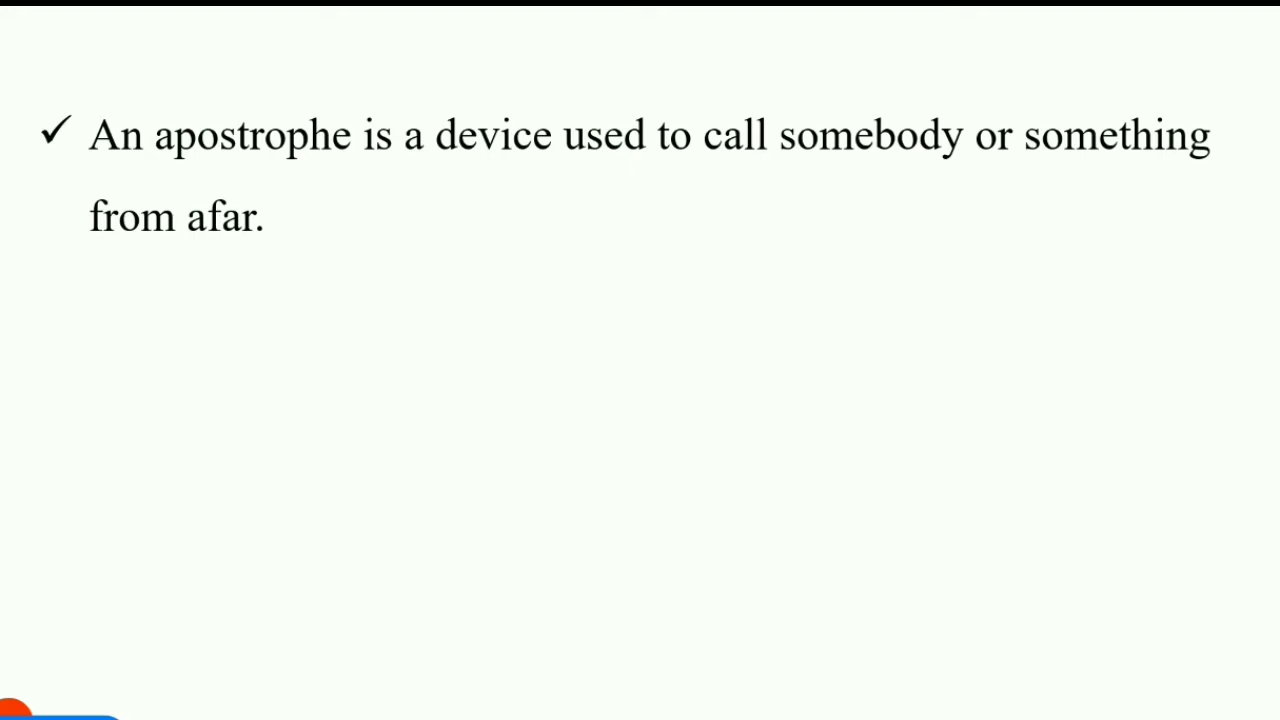 ✓ An apostrophe is a device used to call somebody or something
from afar.